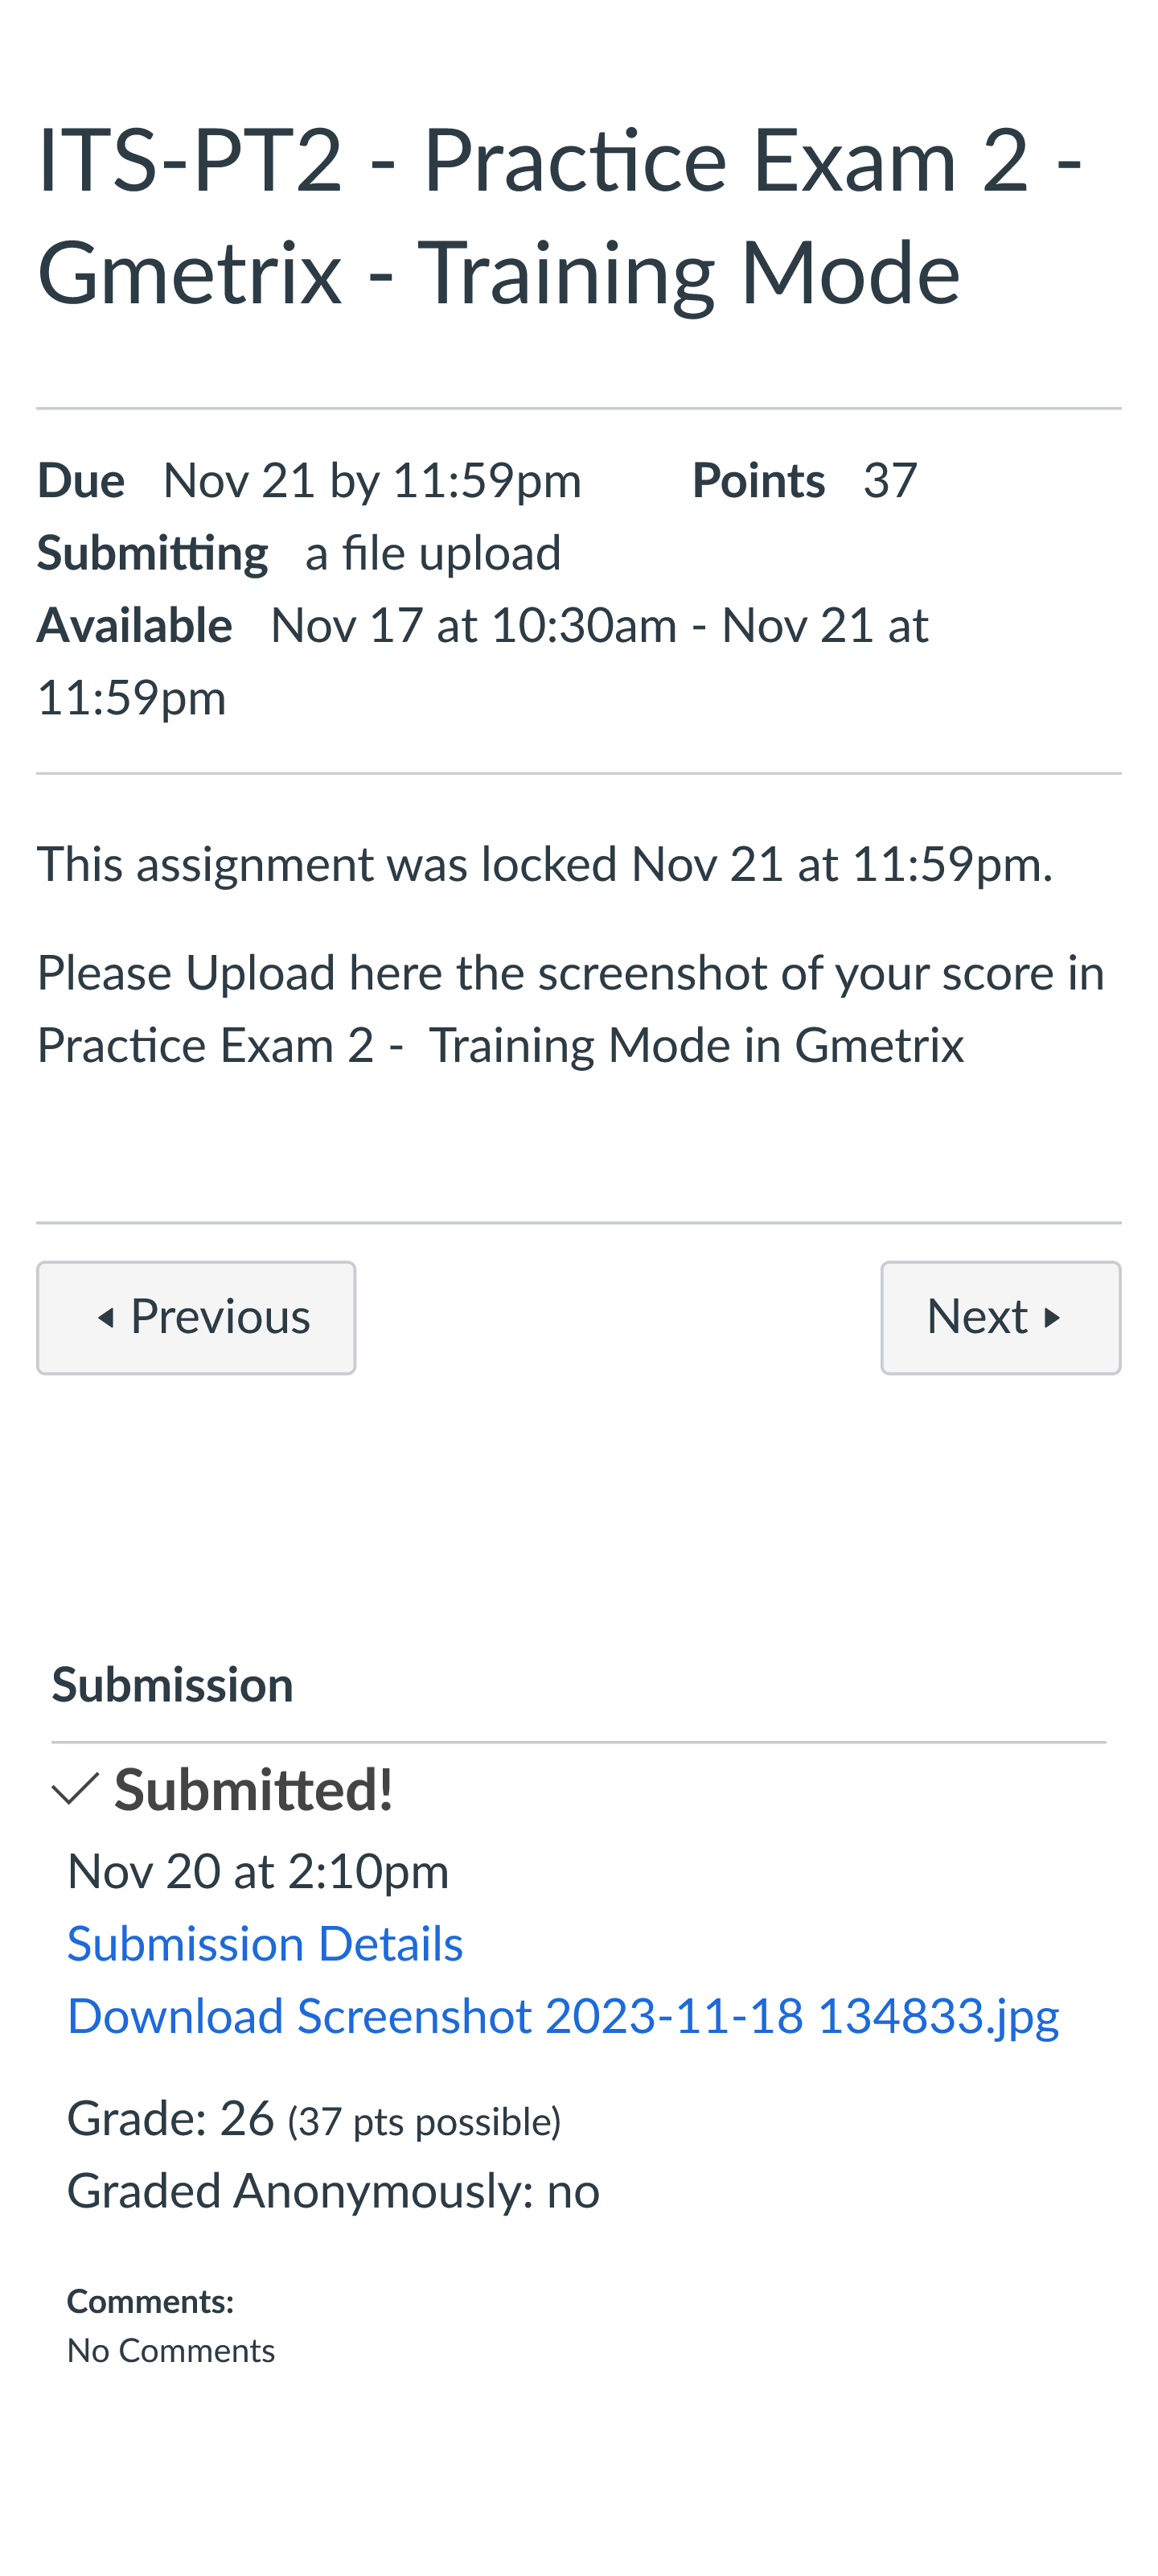 ITS-PT2 - Practice Exam 2 -
Gmetrix - Training Mode
Due Nov 21 by 11:59pm Points 37
Submitting a file upload
Available Nov 17 at 10:30am - Nov 21 at
11:59pm
This assignment was locked Nov 21 at 11:59pm.
Please Upload here the screenshot of your score in
Practice Exam 2 -  Training Mode in Gmetrix
Previous Next
Submission
Submitted!
Nov 20 at 2:10pm
Submission Details
Download Screenshot 2023-11-18 134833.jpg
Grade: 26 (37 pts possible)
Graded Anonymously: no
Comments:
No Comments